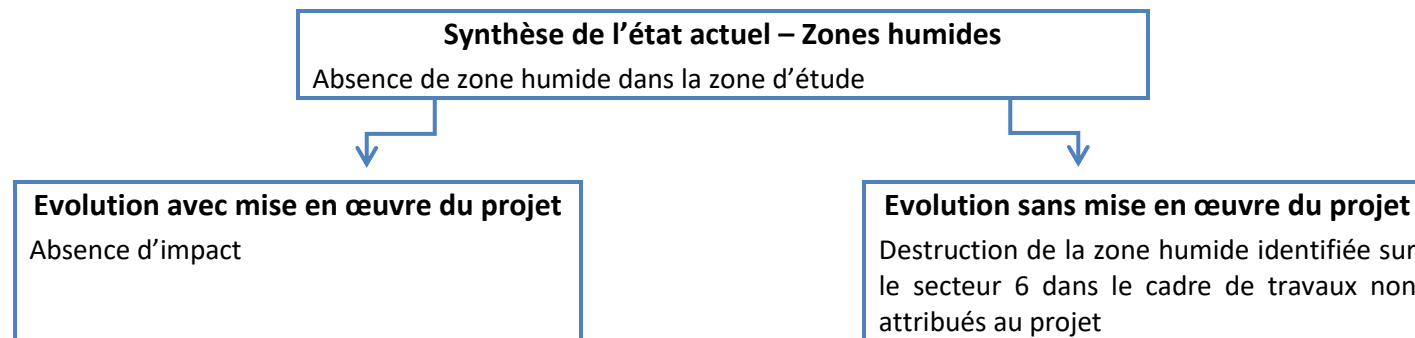 Synthèse de l’état actuel – Zones humides
Absence de zone humide dans la zone d’étude
Evolution avec mise en œuvre du projet
Absence d’impact
Evolution sans mise en œuvre du projet
Destruction de la zone humide identifiée sur
le secteur 6 dans le cadre de travaux non
attribués au projet